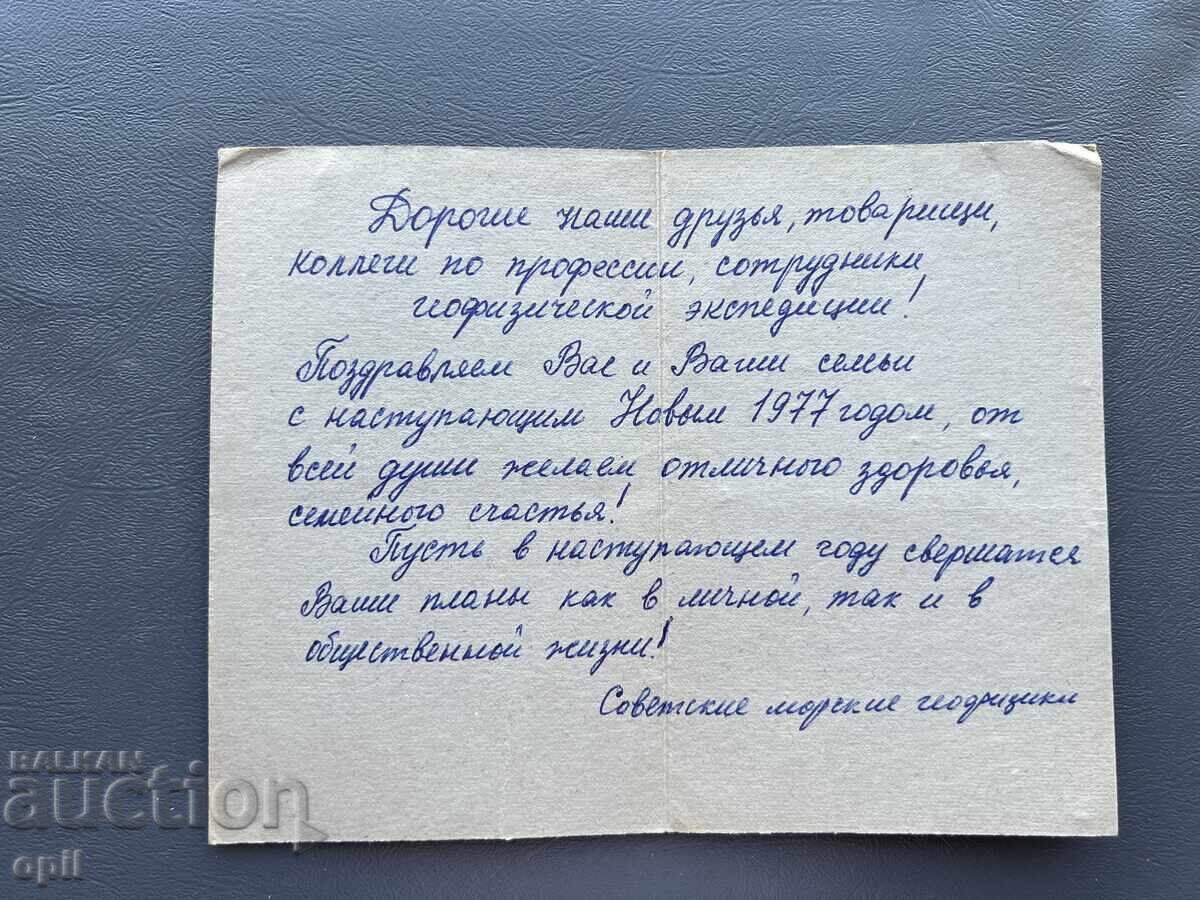 Дорогие наши друзья, товарищи,
коллеги по профессии, сотрудники
геофизической экспедиции!
Поздравляем Вас и Ваши семьи
с наступающим Новым 1977 годом, от
всей души желаем отличного здоровья,
семейного счастья!
Пусть в наступающем году свершатся
Ваши планы как в личной, так и в
общественной жизни!
Советские морские геофизики
BALKAN
auction
opil